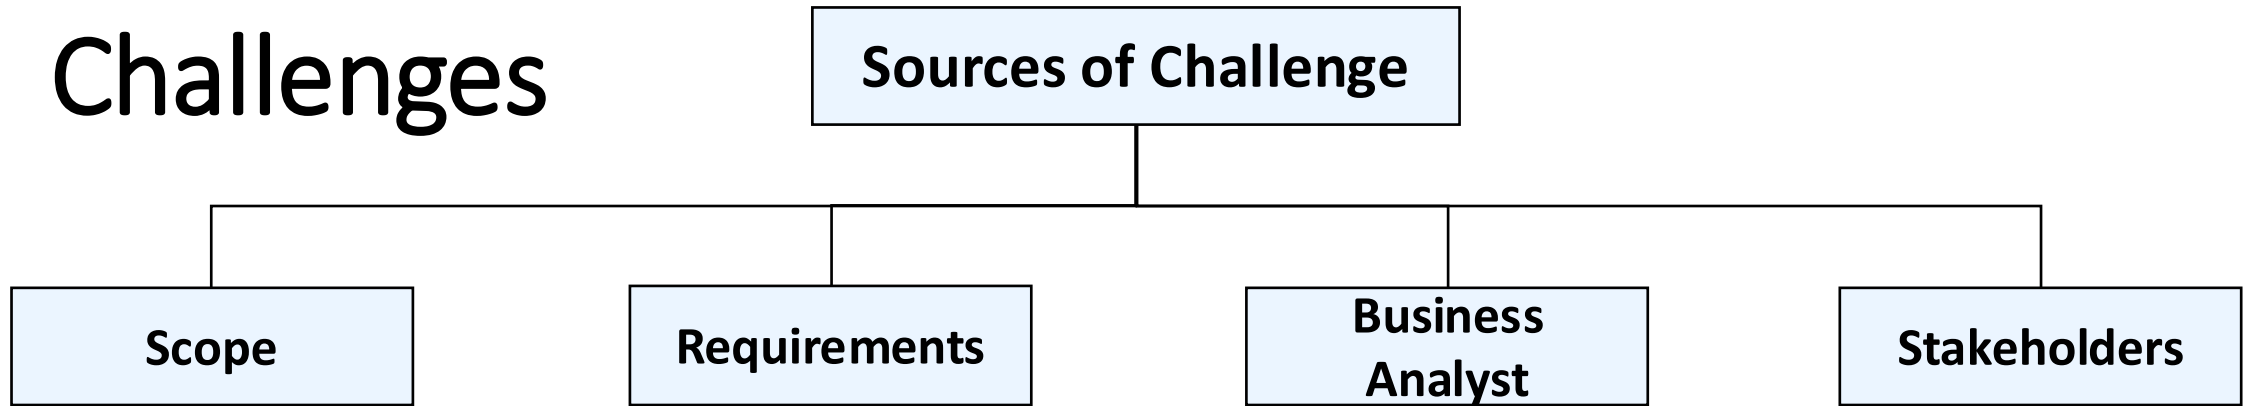 Challenges
Sources of Challenge
Scope
Requirements
Business
Analyst
Stakeholders